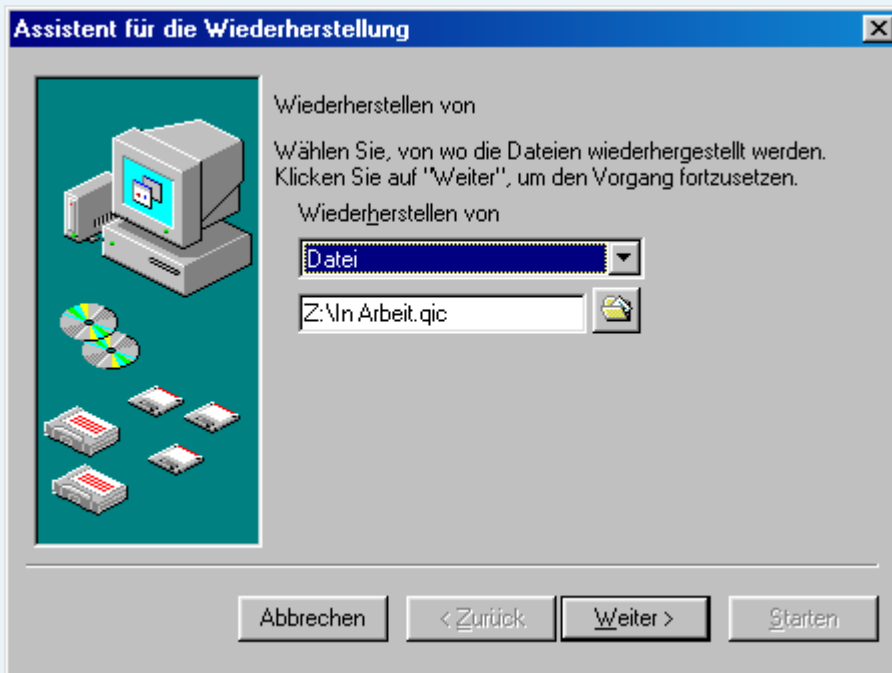 Assistent für die Wiederherstellung
Wiederherstellen von
Wählen Sie, von wo die Dateien wiederhergestellt werden.
Klicken Sie auf "Weiter", um den Vorgang fortzusetzen.
Wiederherstellen von
Datei
Z:\In Arbeit.qic
Abbrechen
< Zurück
Weiter >
Starten